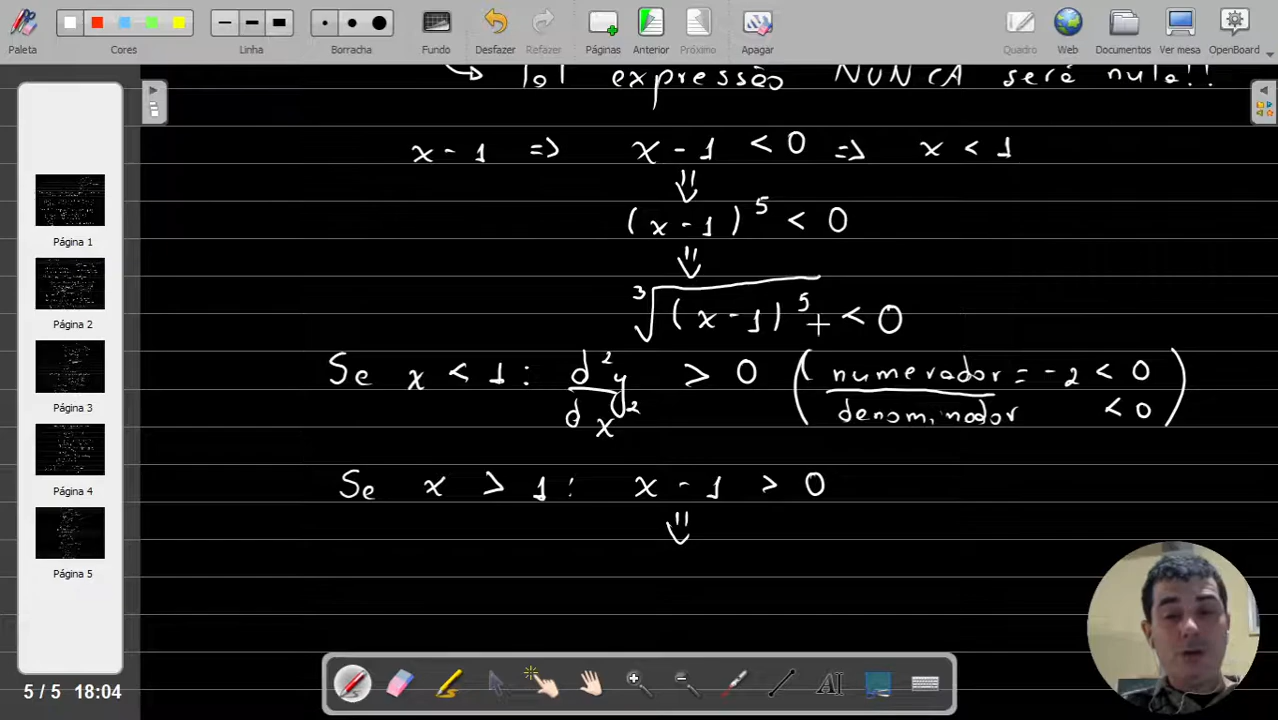 Paleta Cores Linha Borracha Fundo Desfazer Refazer Páginas Anterior Próximo Apagar Quadro Web Documentos Ver mesa OpenBoard
↳ tal expressão NUNCA será nula!!
x - 1 => x - 1 < 0 => x < 1
⇓
(x - 1)^5 < 0
⇓
∛(x - 1)^5 < 0
Se x < 1: d²y/dx² > 0 (numerador = -2 < 0 / denominador < 0)
Se x > 1: x - 1 > 0
⇓
Página 1
Página 2
Página 3
Página 4
Página 5
5 / 5 18:04